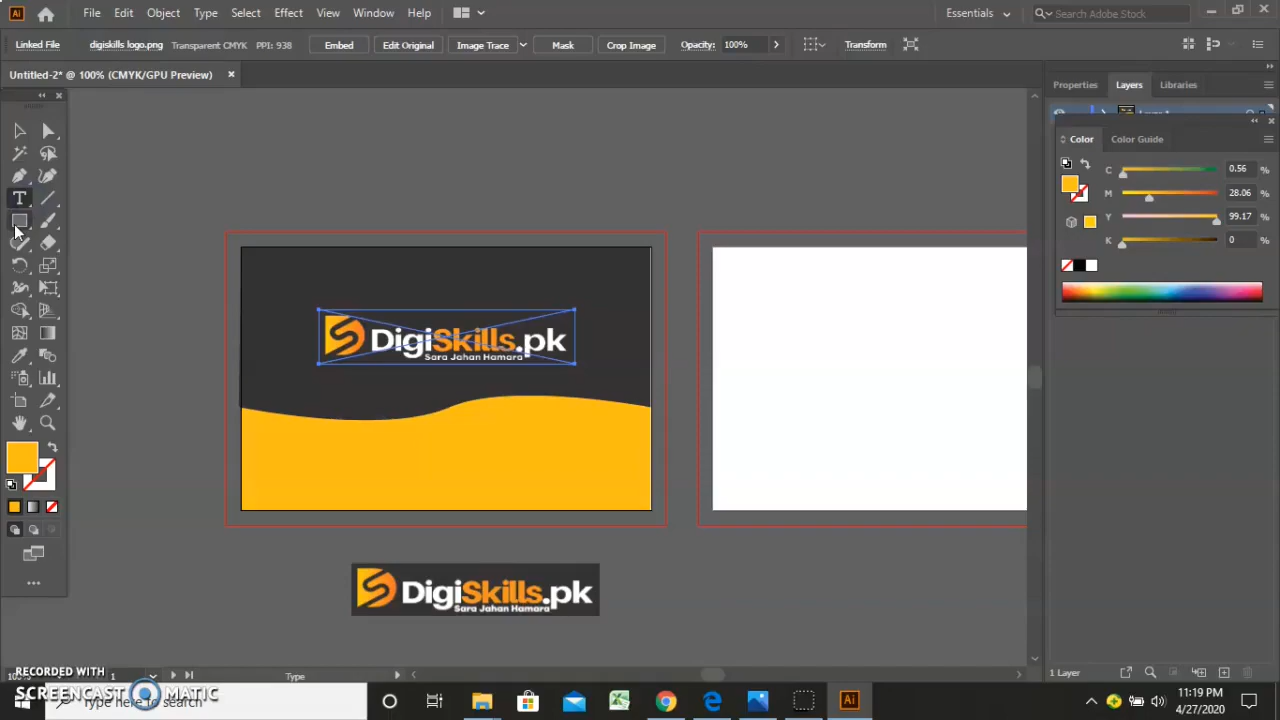 Ai File Edit Object Type Select Effect View Window Help Essentials Search Adobe Stock
Linked File digiskills logo.png Transparent CMYK PPI: 938 Embed Edit Original Image Trace Mask Crop Image Opacity: 100% Transform
Untitled-2* @ 100% (CMYK/GPU Preview)
Properties Layers Libraries
Color Color Guide
C 0.56 %
M 28.06 %
Y 99.17 %
K 0 %
DigiSkills.pk
Sara Jahan Hamara
DigiSkills.pk
Sara Jahan Hamara
1 Type 1 Layer
RECORDED WITH
SCREENCAST MATIC
Type here to search
Ai
11:19 PM
4/27/2020